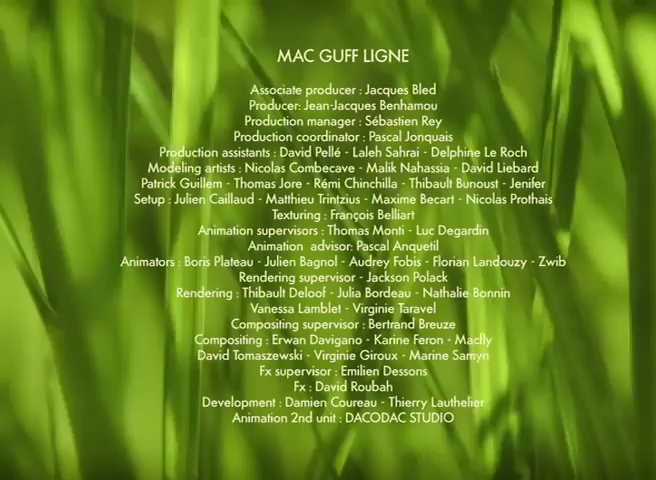 MAC GUFF LIGNE
Associate producer : Jacques Bled
Producer: Jean-Jacques Benhamou
Production manager : Sébastien Rey
Production coordinator : Pascal Jonquais
Production assistants : David Pellé - Laleh Sahrai - Delphine Le Roch
Modeling artists : Nicolas Combecave - Malik Nahassia - David Liebard
Patrick Guillem - Thomas Jore - Rémi Chinchilla - Thibault Bunoust - Jenifer
Setup : Julien Caillaud - Matthieu Trintzius - Maxime Becart - Nicolas Prothais
Texturing : François Belliart
Animation supervisors : Thomas Monti - Luc Degardin
Animation advisor: Pascal Anquetil
Animators : Boris Plateau - Julien Bagnol - Audrey Fobis - Florian Landouzy - Zwib
Rendering supervisor - Jackson Polack
Rendering : Thibault Deloof - Julia Bordeau - Nathalie Bonnin
Vanessa Lamblet - Virginie Taravel
Compositing supervisor : Bertrand Breuze
Compositing : Erwan Davigano - Karine Feron - Maclly
David Tomaszewski - Virginie Giroux - Marine Samyn
Fx supervisor : Emilien Dessons
Fx : David Roubah
Development : Damien Coureau - Thierry Lauthelier
Animation 2nd unit : DACODAC STUDIO